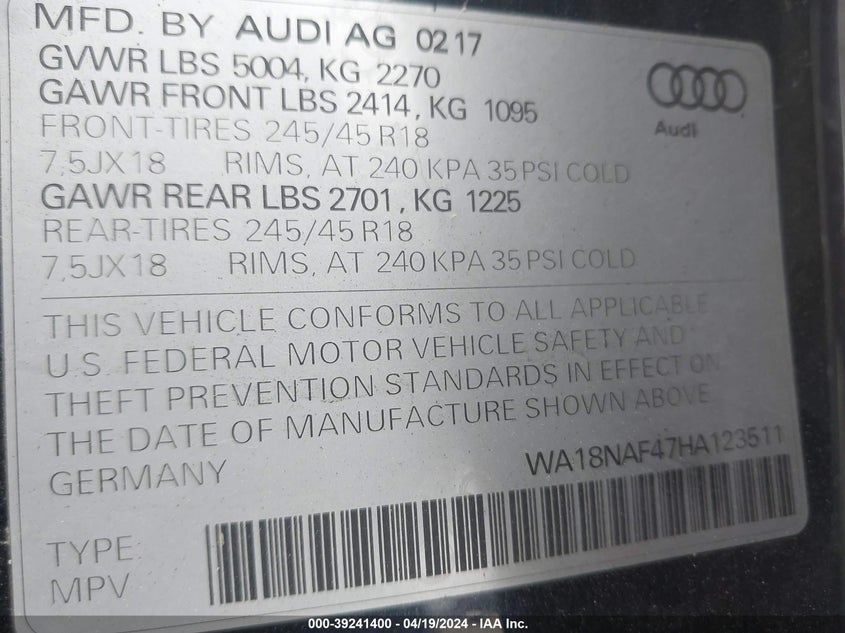 MFD. BY AUDI AG 02 17
GVWR LBS 5004, KG 2270
GAWR FRONT LBS 2414, KG 1095
FRONT-TIRES 245/45 R18
7,5JX18 RIMS, AT 240 KPA 35 PSI COLD
GAWR REAR LBS 2701, KG 1225
REAR-TIRES 245/45 R18
7,5JX18 RIMS, AT 240 KPA 35 PSI COLD
Audi
THIS VEHICLE CONFORMS TO ALL APPLICABLE
U.S. FEDERAL MOTOR VEHICLE SAFETY AND
THEFT PREVENTION STANDARDS IN EFFECT ON
THE DATE OF MANUFACTURE SHOWN ABOVE
GERMANY
WA18NAF47HA123511
TYPE:
MPV
000-39241400 - 04/19/2024 - IAA Inc.